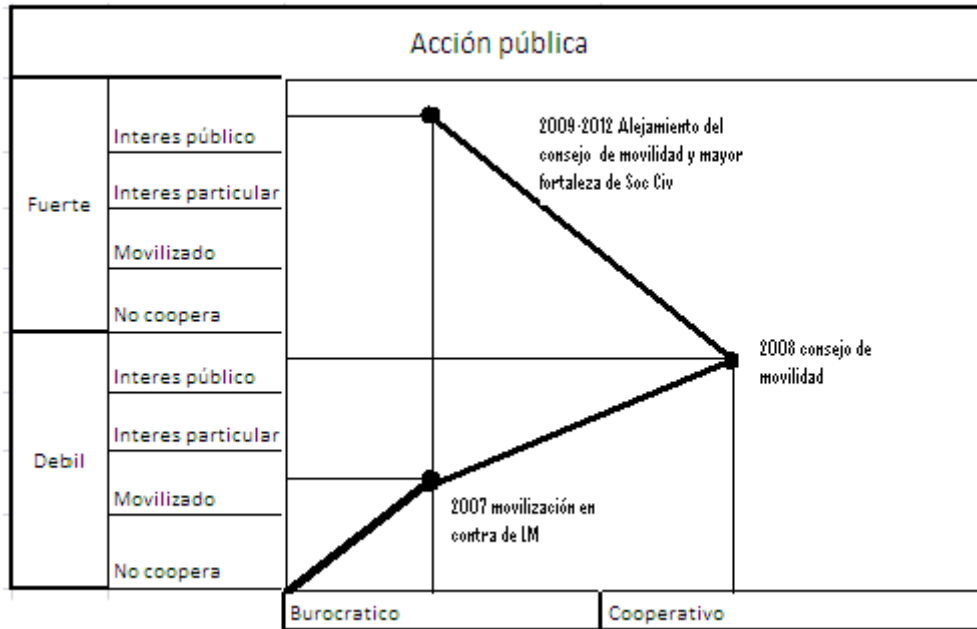 Acción pública
Fuerte
Interes público
Interes particular
Movilizado
No coopera
Debil
Interes público
Interes particular
Movilizado
No coopera
2009-2012 Alejamiento del
consejo de movilidad y mayor
fortaleza de Soc Civ
2008 consejo de
movilidad
2007 movilización en
contra de LM
Burocratico
Cooperativo